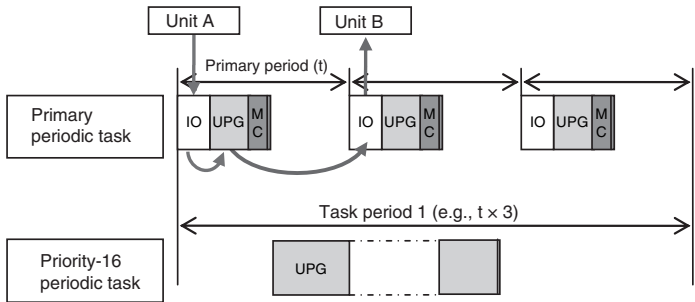 Unit A
Unit B
Primary period (t)
Primary
periodic task
IO
UPG
M
C
IO
UPG
M
C
IO
UPG
M
C
Task period 1 (e.g., t × 3)
Priority-16
periodic task
UPG